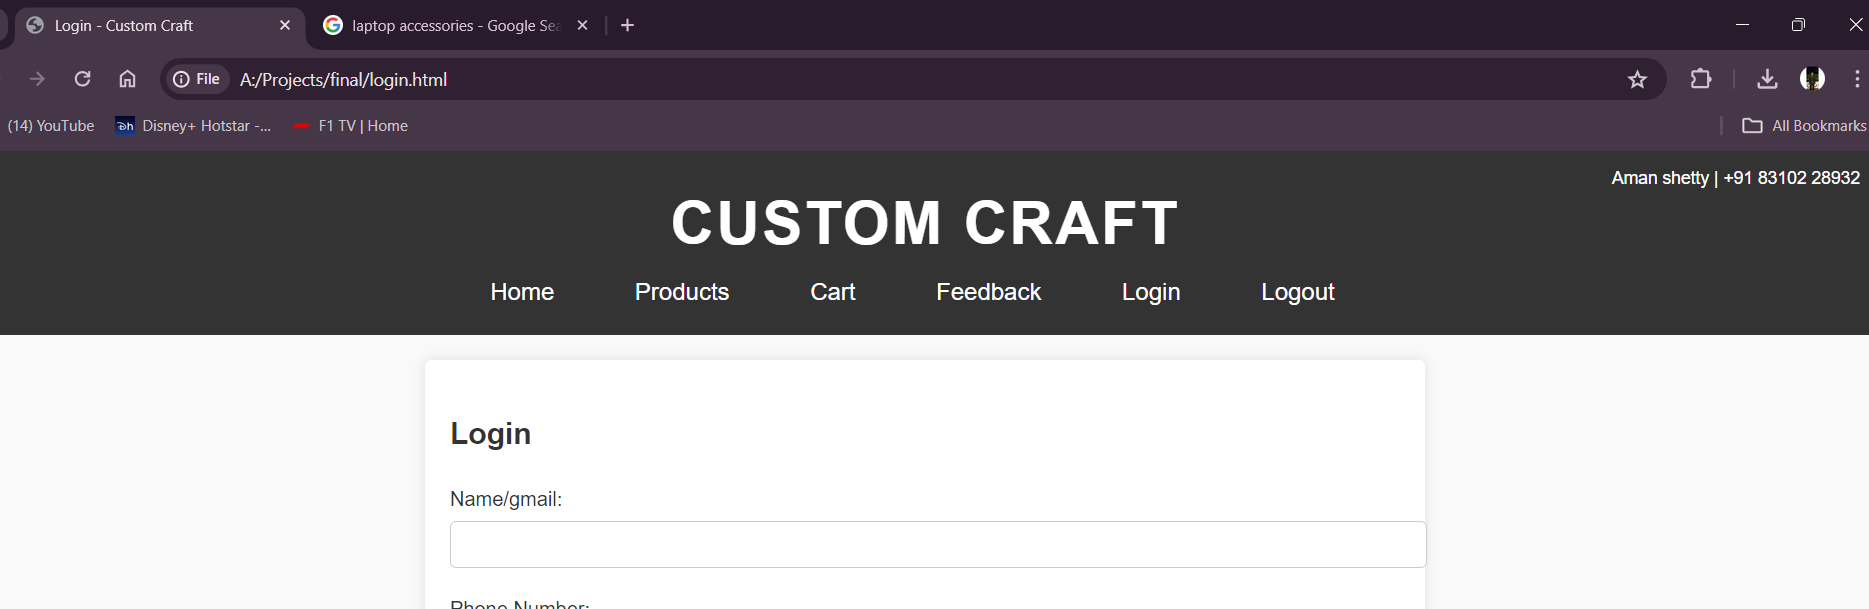 Login - Custom Craft
laptop accessories - Google Sea
File A:/Projects/final/login.html
(14) YouTube Disney+ Hotstar -... F1 TV | Home All Bookmarks
Aman shetty | +91 83102 28932
CUSTOM CRAFT
Home Products Cart Feedback Login Logout
Login
Name/gmail:
Phone Number: